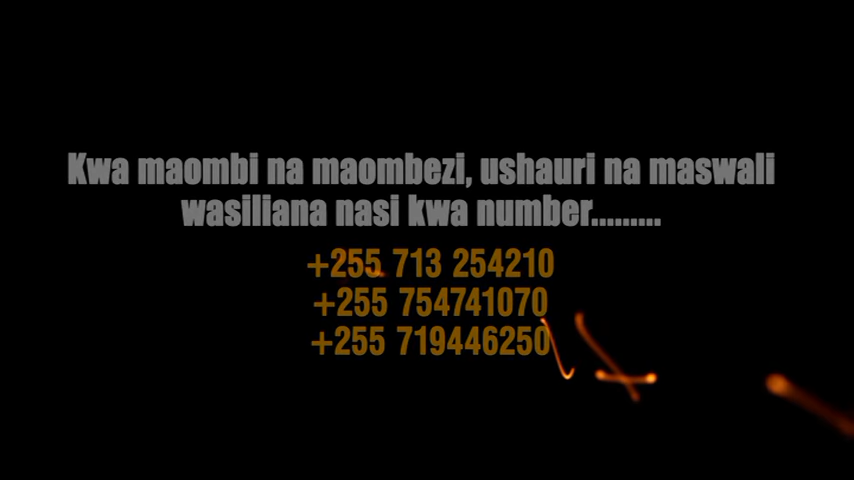 Kwa maombi na maombezi, ushauri na maswali
wasiliana nasi kwa number.........
+255 713 254210
+255 754741070
+255 719446250